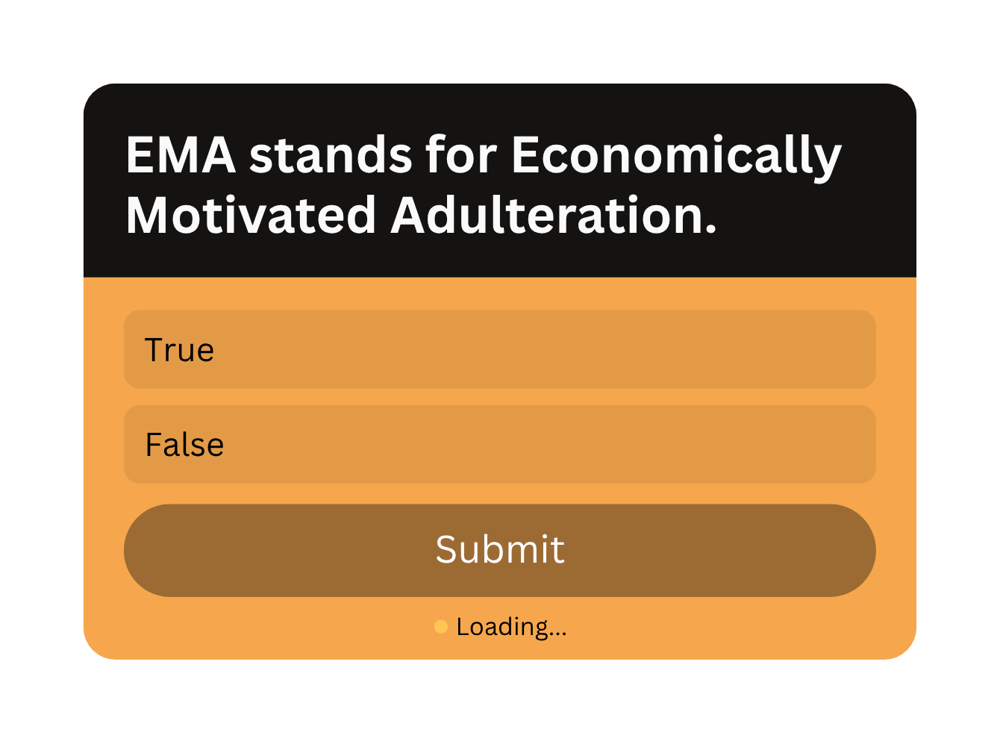 EMA stands for Economically
Motivated Adulteration.
True
False
Submit
Loading...